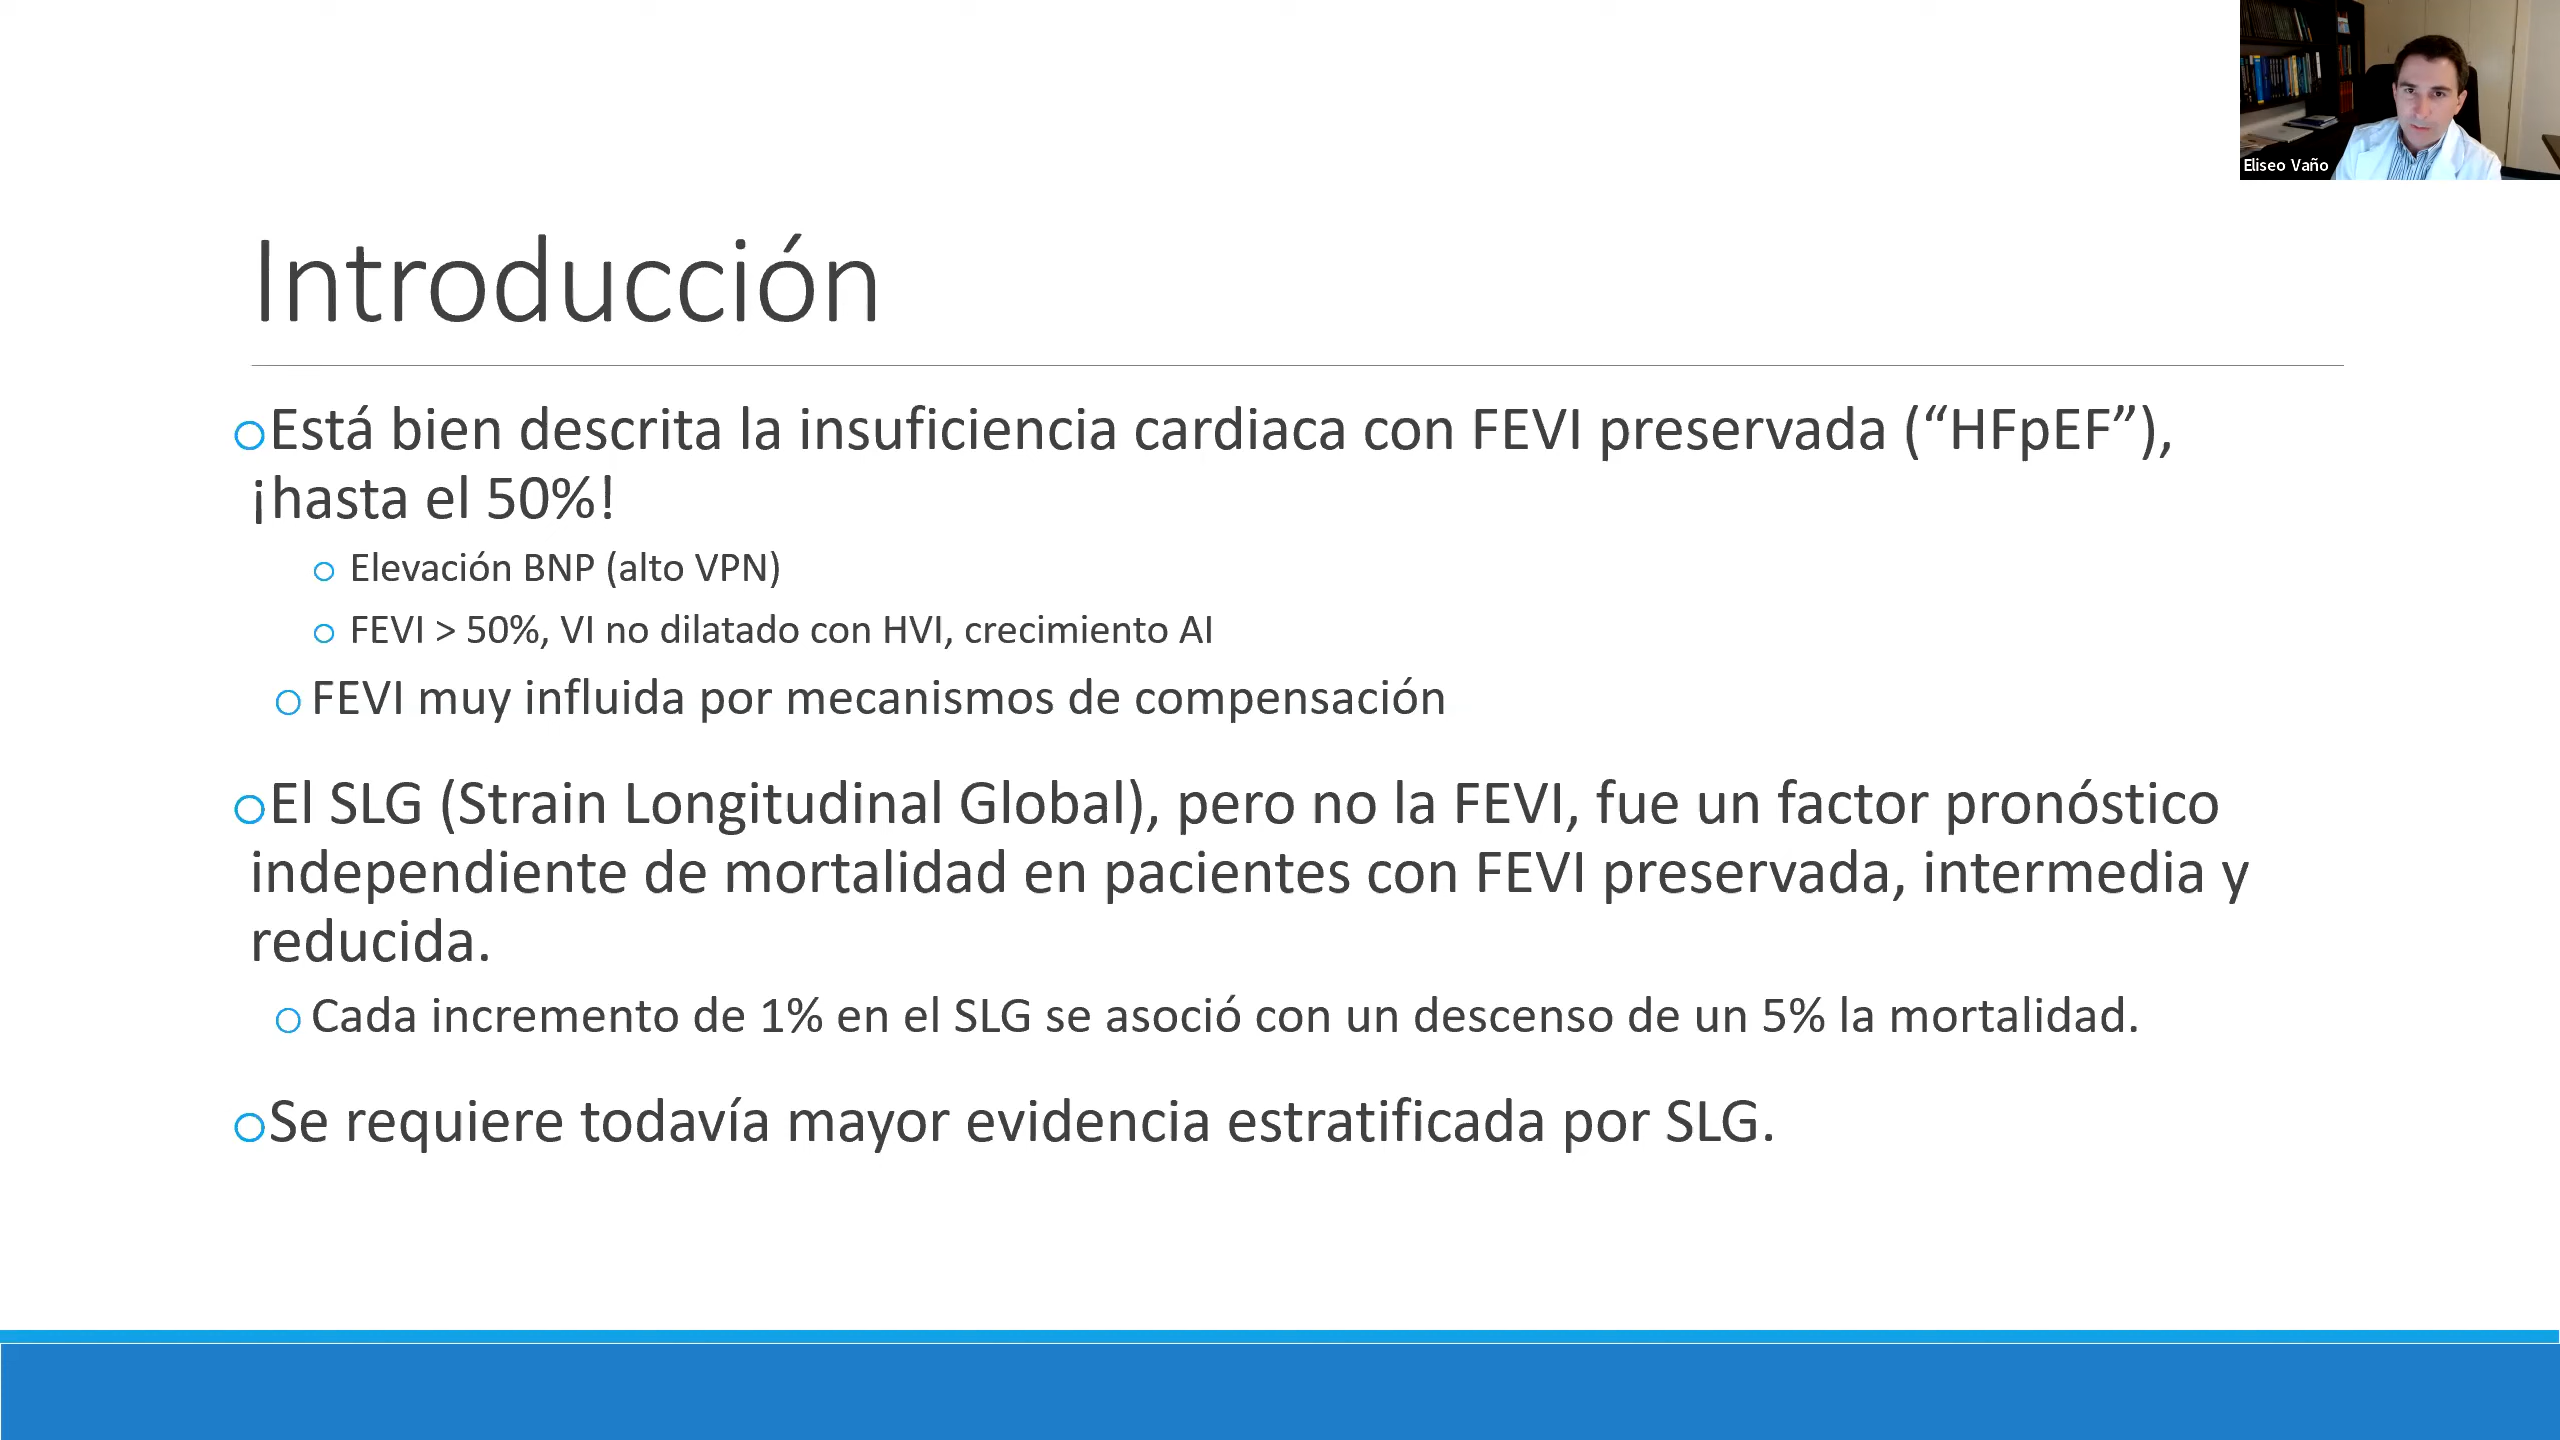 Eliseo Vaño
Introducción
Está bien descrita la insuficiencia cardiaca con FEVI preservada (“HFpEF”),
¡hasta el 50%!
Elevación BNP (alto VPN)
FEVI > 50%, VI no dilatado con HVI, crecimiento AI
FEVI muy influida por mecanismos de compensación
El SLG (Strain Longitudinal Global), pero no la FEVI, fue un factor pronóstico
independiente de mortalidad en pacientes con FEVI preservada, intermedia y
reducida.
Cada incremento de 1% en el SLG se asoció con un descenso de un 5% la mortalidad.
Se requiere todavía mayor evidencia estratificada por SLG.